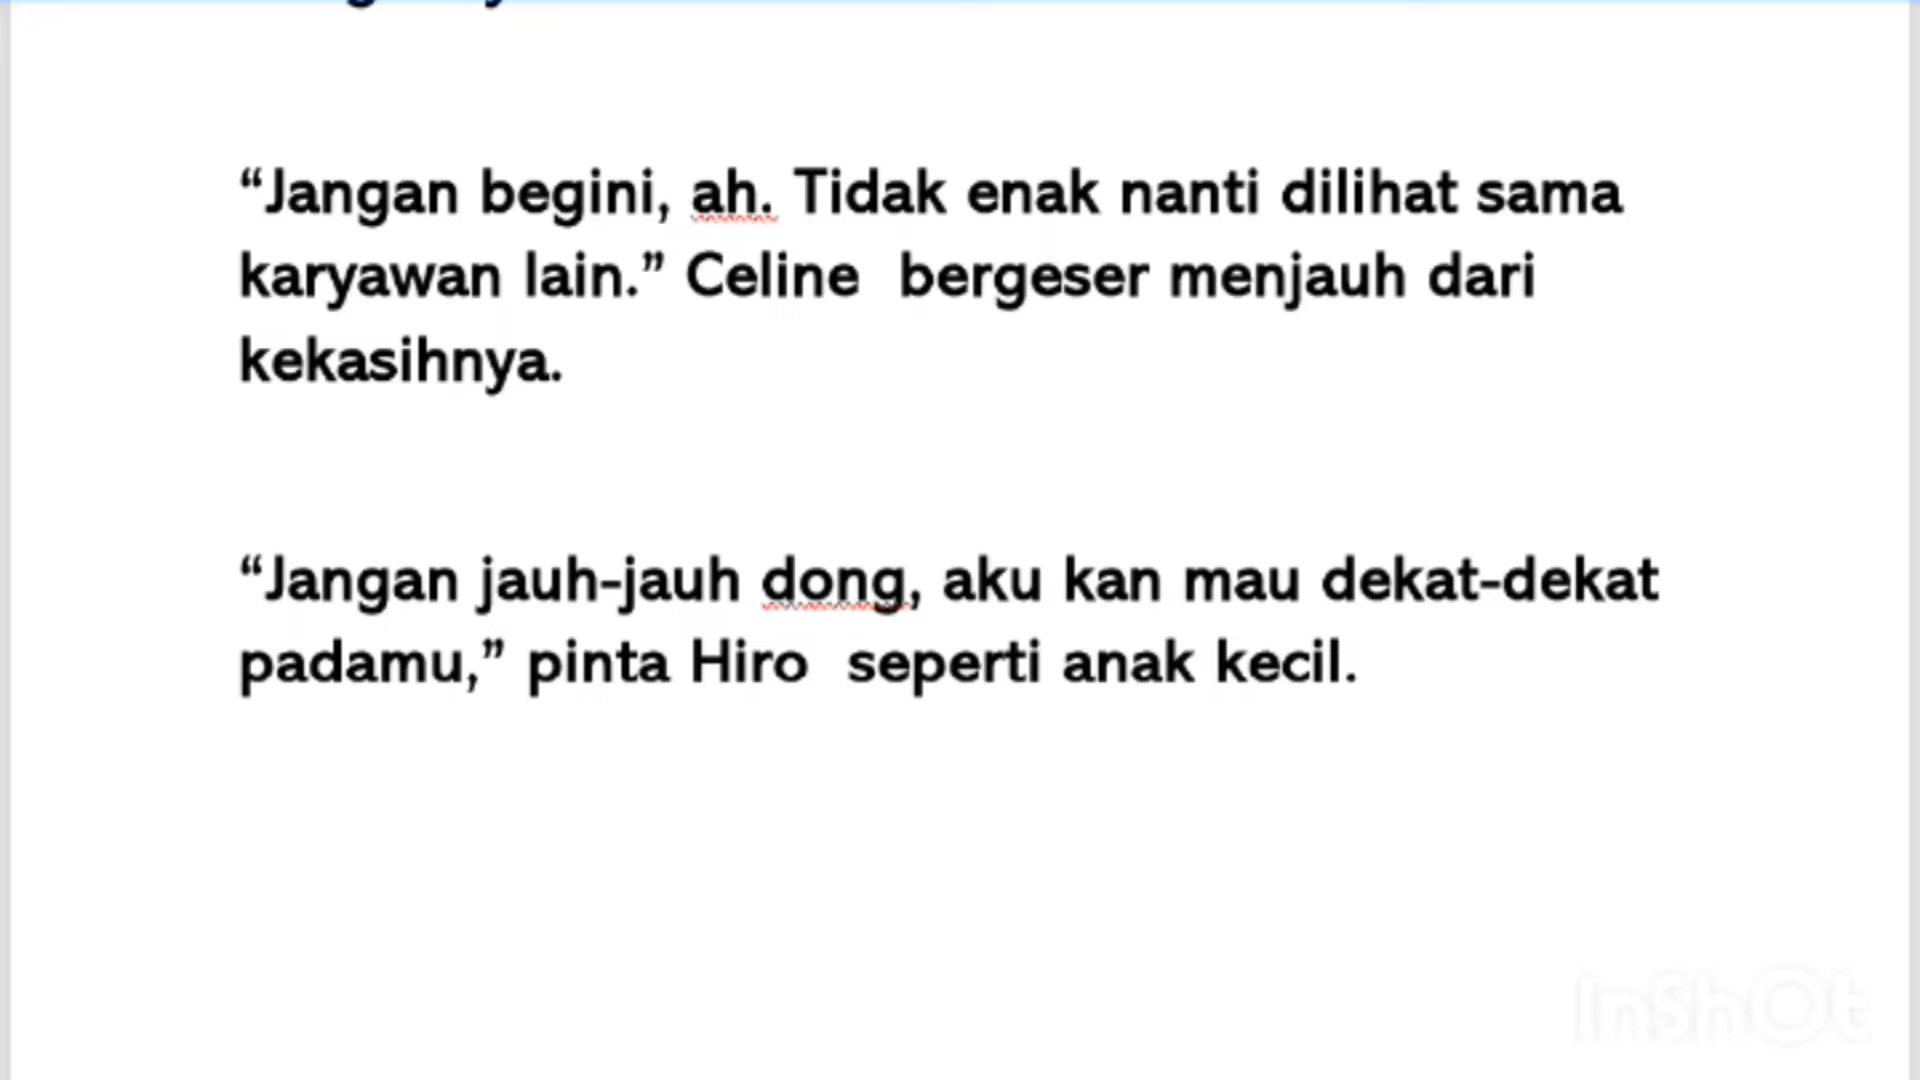 “Jangan begini, ah. Tidak enak nanti dilihat sama
karyawan lain.” Celine  bergeser menjauh dari
kekasihnya.
“Jangan jauh-jauh dong, aku kan mau dekat-dekat
padamu,” pinta Hiro  seperti anak kecil.
InShOt